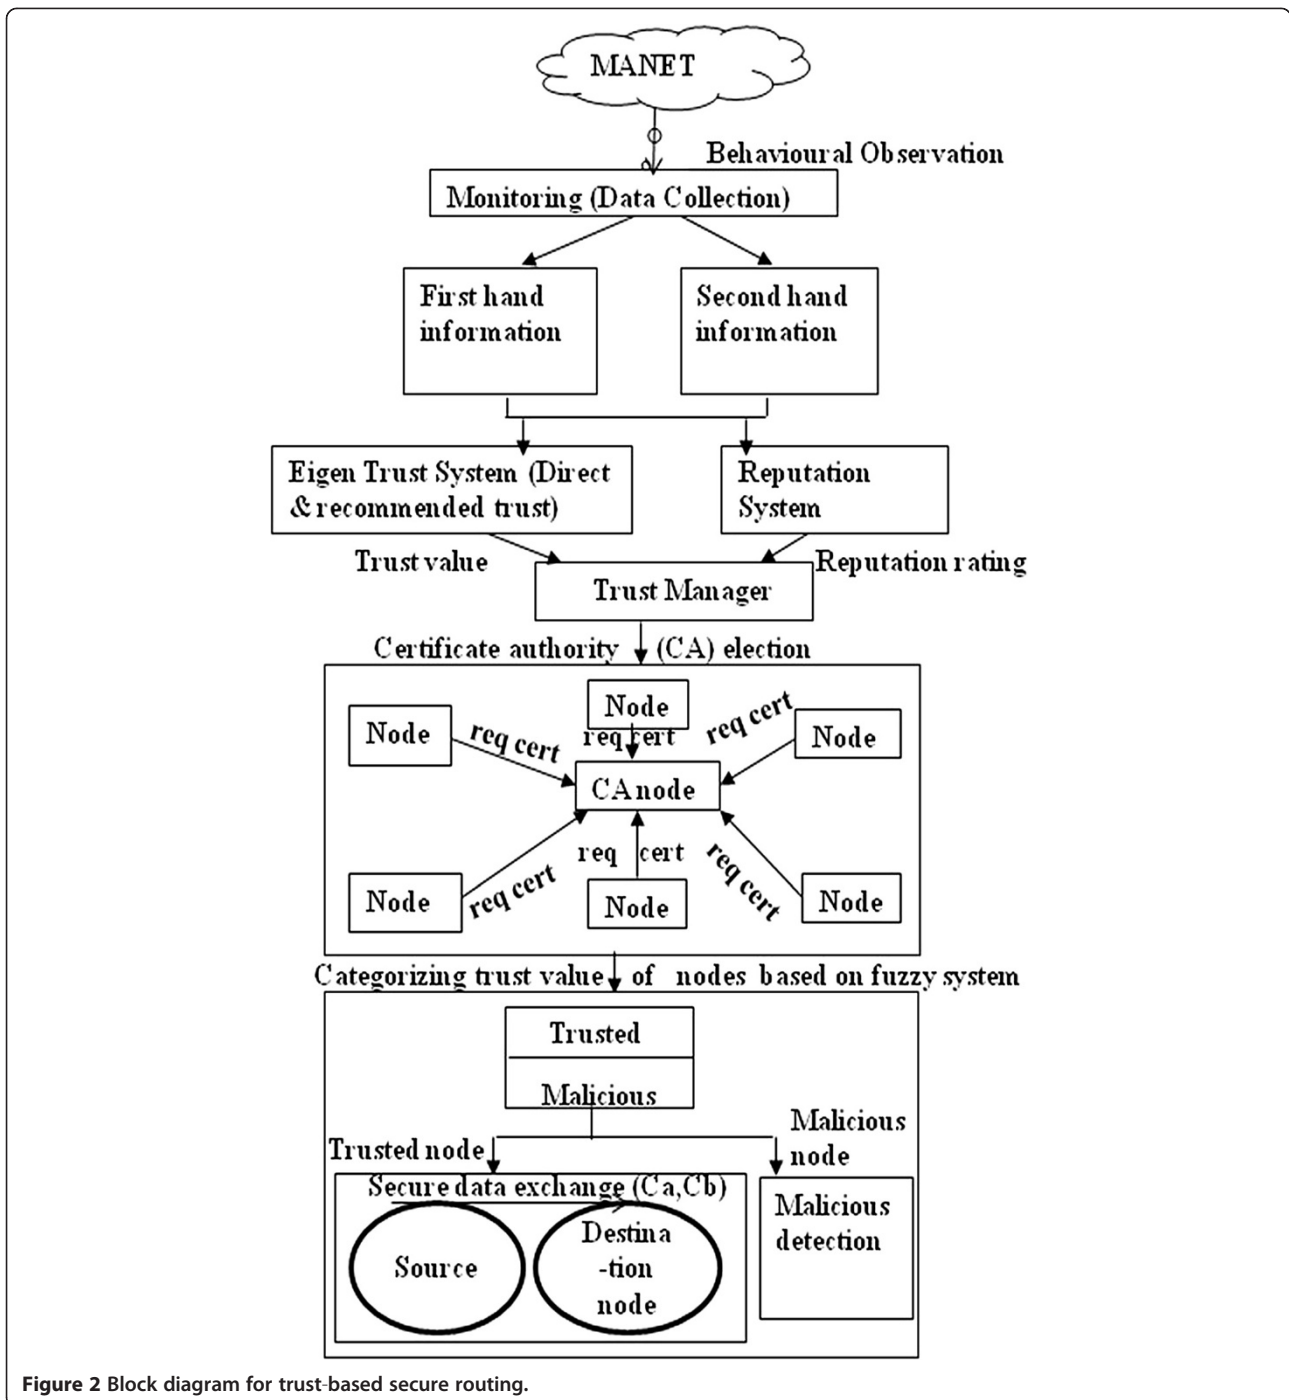 MANET
Behavioural Observation
Monitoring (Data Collection)
First hand
information
Second hand
information
Eigen Trust System (Direct
& recommended trust)
Reputation
System
Trust value
Reputation rating
Trust Manager
Certificate authority (CA) election
Node
Node
Node
req cert
req cert
req cert
CA node
req cert
req cert
req cert
Node
Node
Node
Categorizing trust value of nodes based on fuzzy system
Trusted
Malicious
Trusted node
Malicious
node
Secure data exchange (Ca,Cb)
Source
Destina
-tion
node
Malicious
detection
Figure 2 Block diagram for trust-based secure routing.